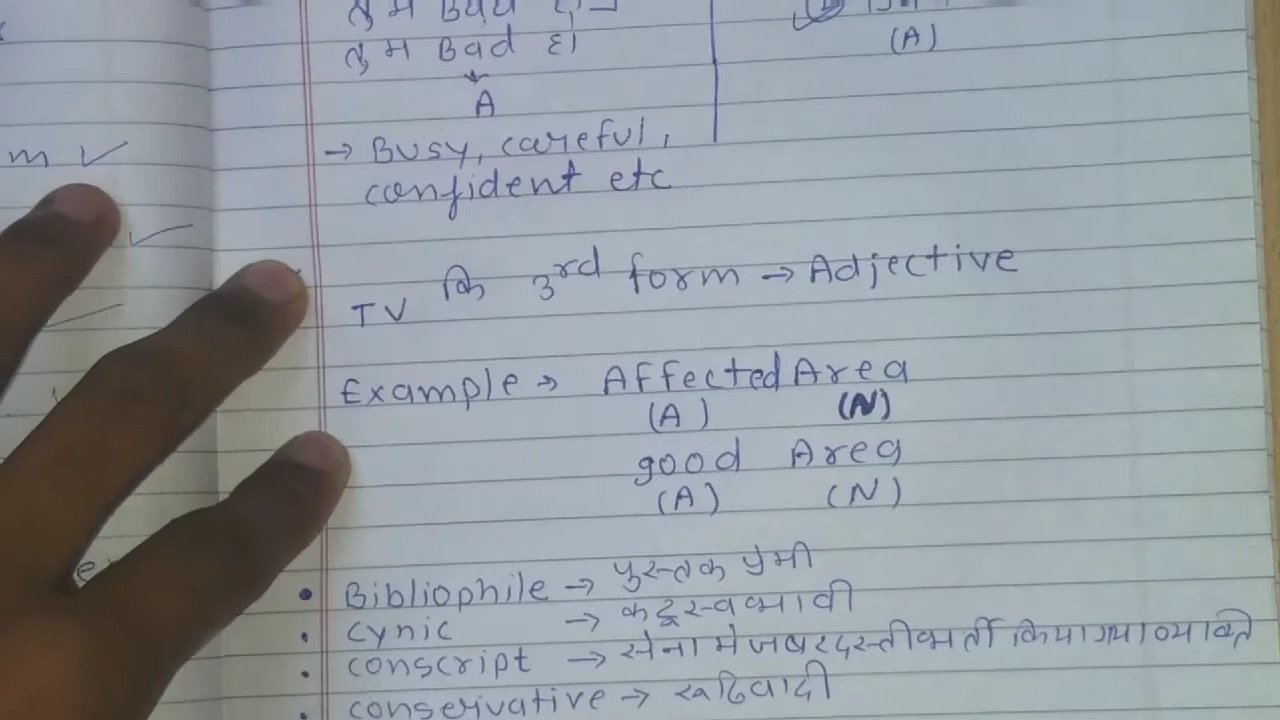 Bad
(A)
तुम Bad हो
A
m
→ Busy, careful,
confident etc
TV कि 3rd form → Adjective
Example → Affected Area
(A) (N)
good Area
(A) (N)
• Bibliophile → पुस्तक प्रेमी
• cynic → कटुस्वभावी
• conscript → सेना मे जबरदस्ती भर्ती किया गया व्यक्ति
• conservative → रूढिवादी